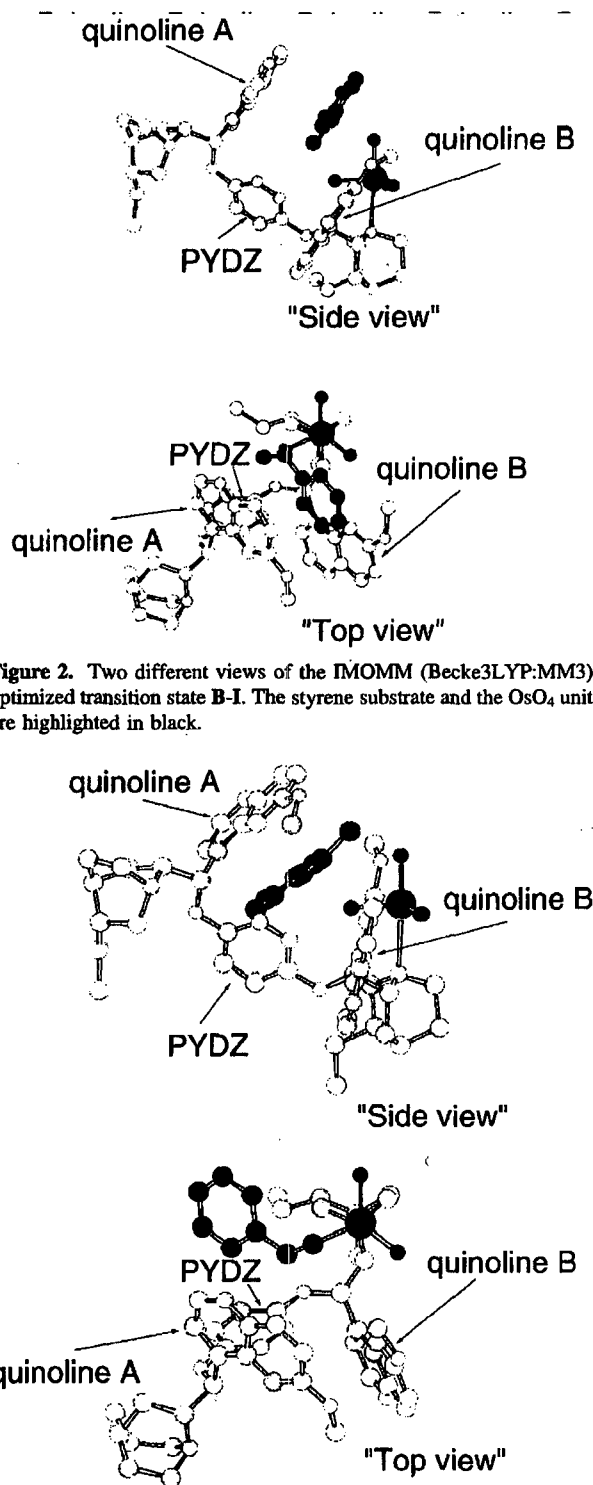 quinoline A
quinoline B
PYDZ
"Side view"
PYDZ
quinoline B
quinoline A
"Top view"
igure 2. Two different views of the IMOMM (Becke3LYP:MM3)
ptimized transition state B-I. The styrene substrate and the OsO4 unit
re highlighted in black.
quinoline A
quinoline B
PYDZ
"Side view"
PYDZ
quinoline B
quinoline A
"Top view"